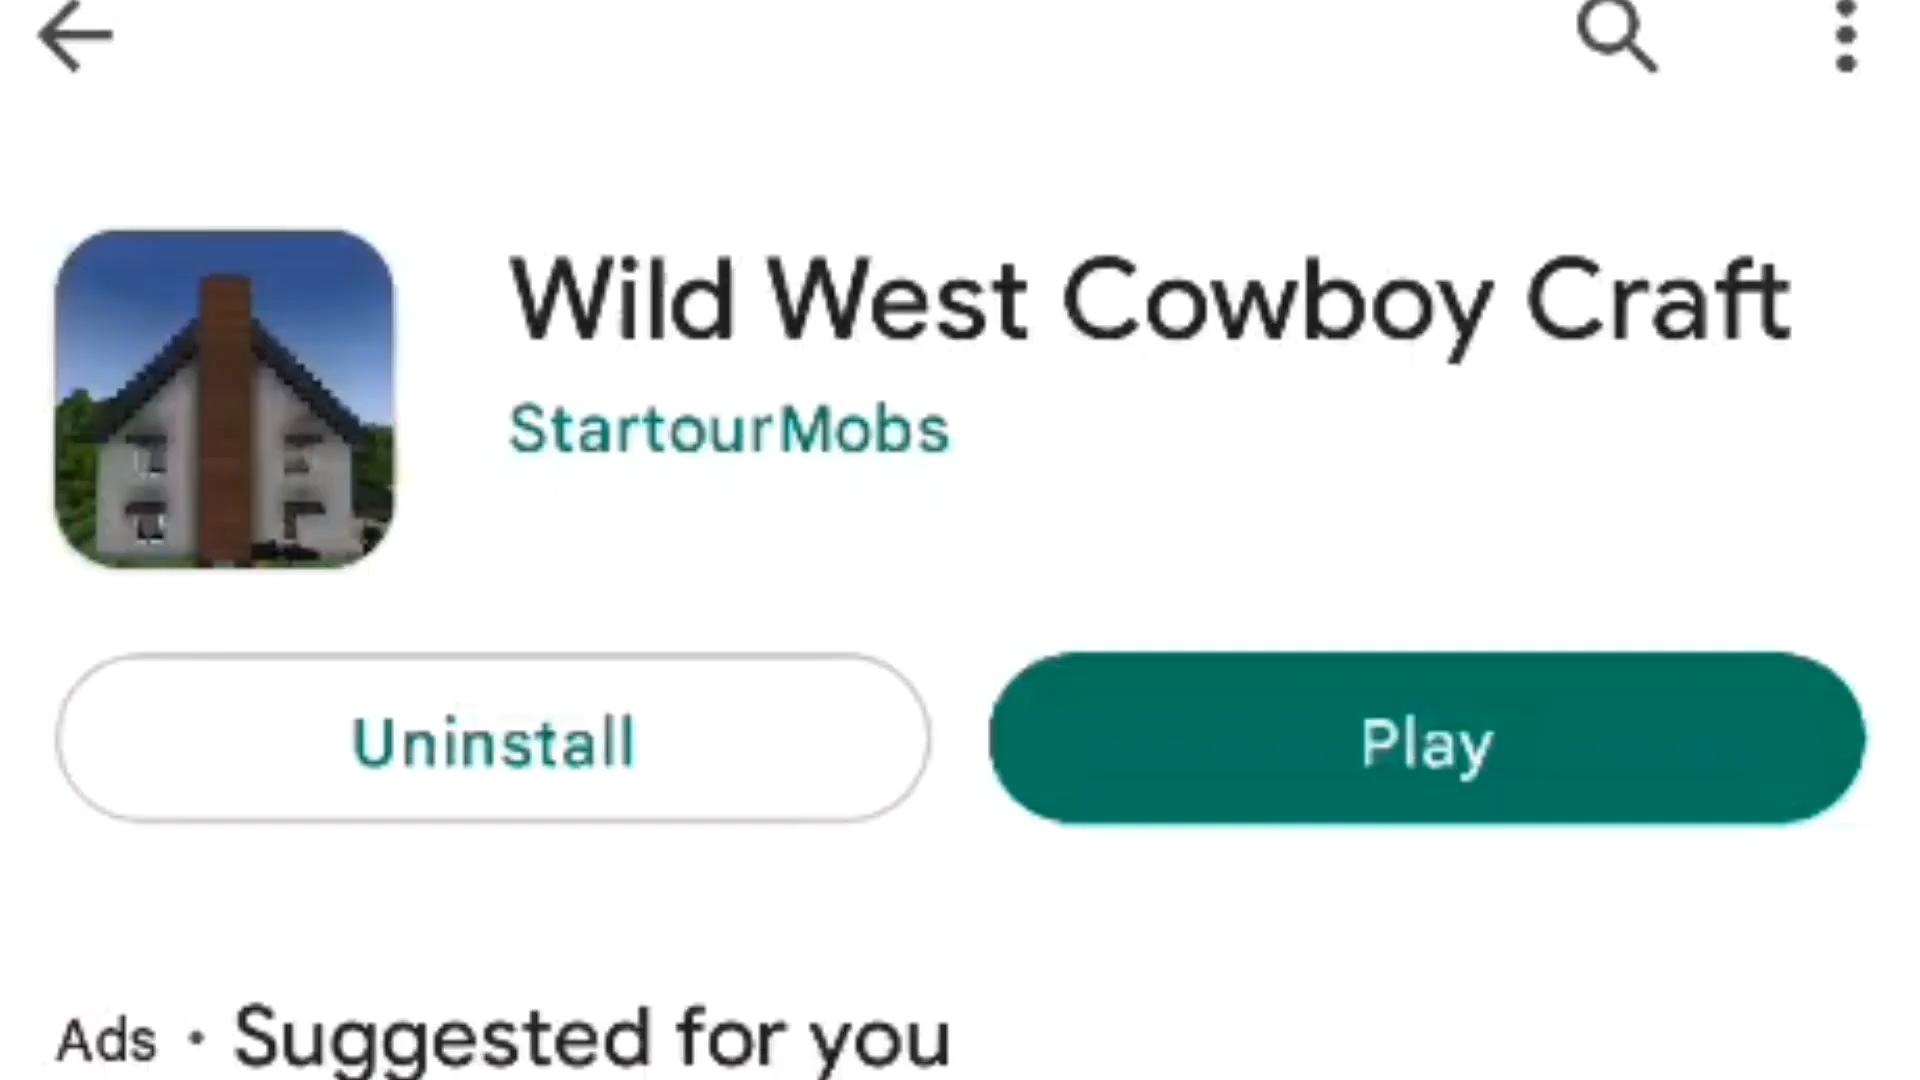 Wild West Cowboy Craft
StartourMobs
Uninstall
Play
Ads • Suggested for you